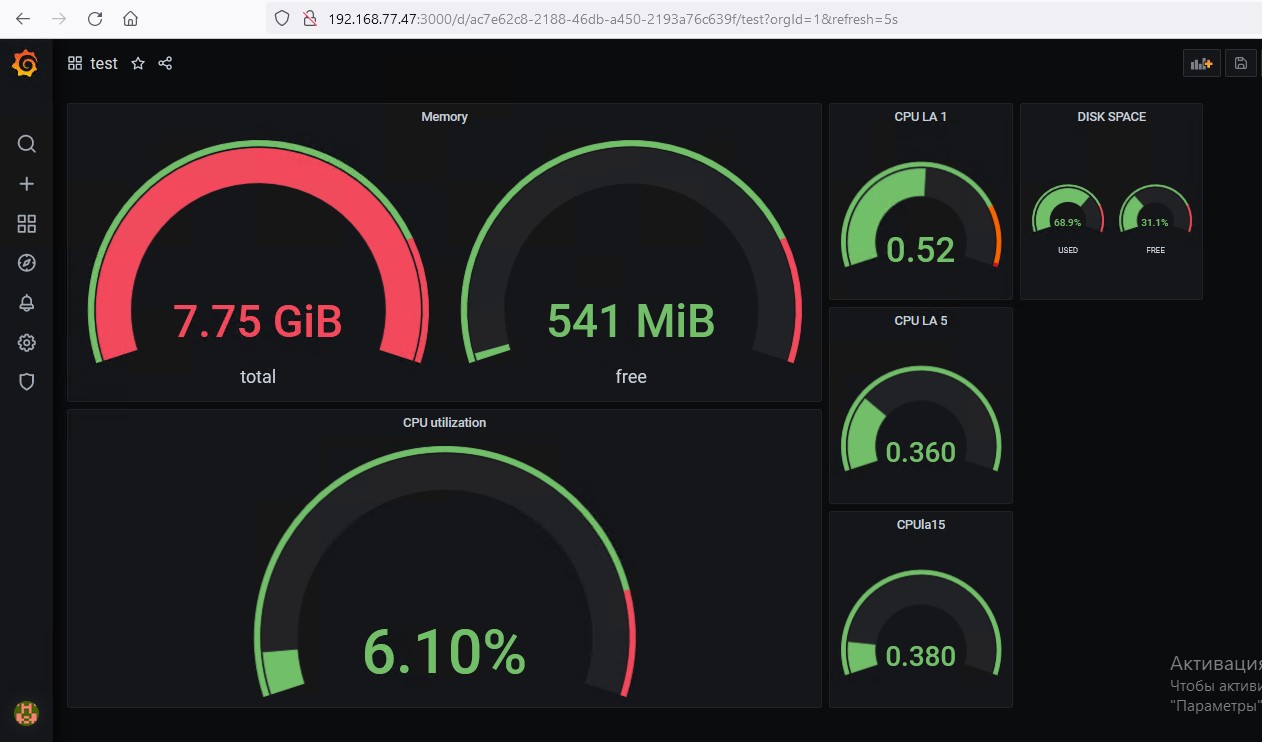 192.168.77.47:3000/d/ac7e62c8-2188-46db-a450-2193a76c639f/test?orgId=1&refresh=5s
test
Memory
7.75 GiB
total
541 MiB
free
CPU LA 1
0.52
DISK SPACE
68.9%
USED
31.1%
FREE
CPU LA 5
0.360
CPU utilization
6.10%
CPUla15
0.380
Активация
Чтобы активи
"Параметры"